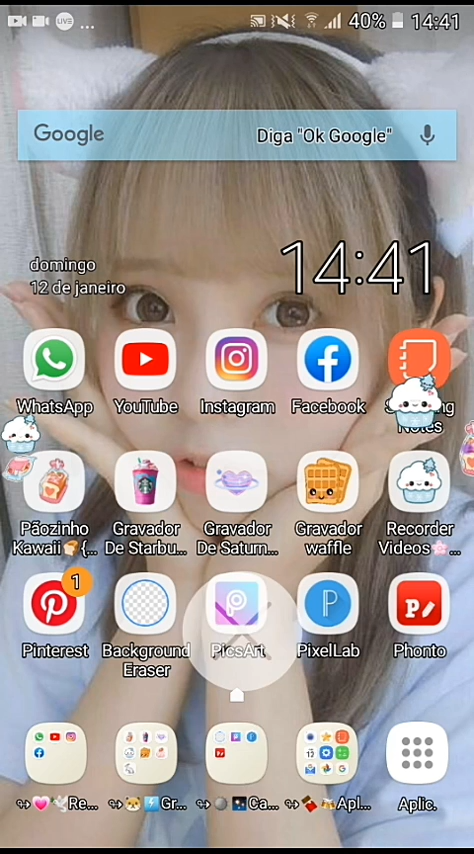 LIVE ... 40% 14:41
Google Diga "Ok Google"
domingo
12 de janeiro
14:41
WhatsApp YouTube Instagram Facebook
Notes
Pãozinho Gravador Gravador Gravador Recorder
Kawaii🍞{... De Starbu... De Saturn... waffle Videos🌸...
1
Pinterest Background PicsArt PixelLab Phonto
Eraser
12
↬💗🕊Re... ↬🐱⚡Gr... ↬🌑🌃Ca... ↬🍫Apl... Aplic.